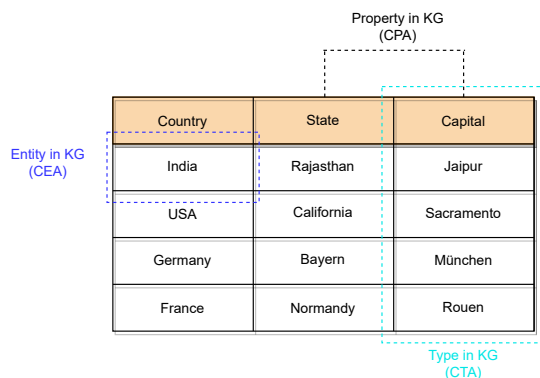 Property in KG
(CPA)
Country State Capital
Entity in KG
(CEA)
India Rajasthan Jaipur
USA California Sacramento
Germany Bayern München
France Normandy Rouen
Type in KG
(CTA)